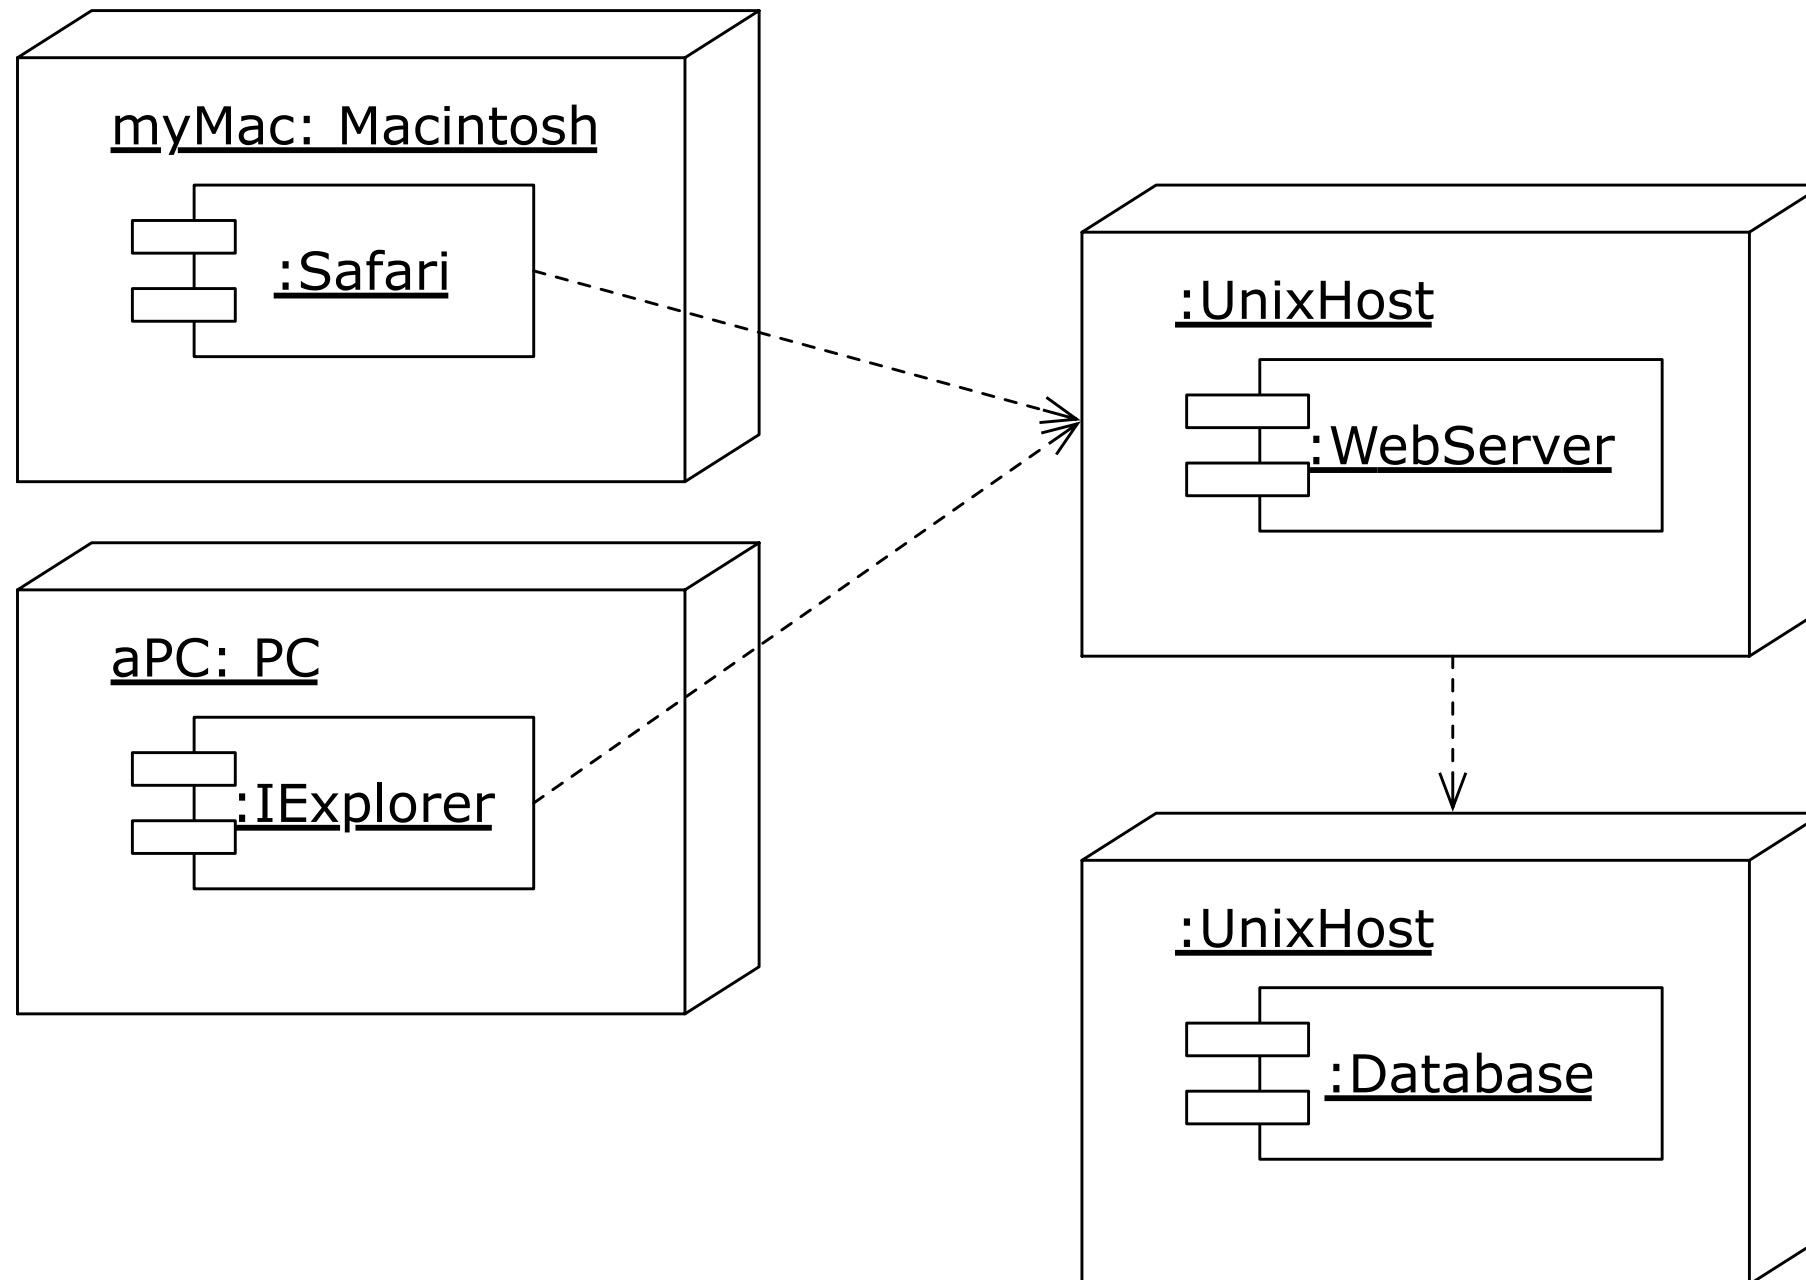 myMac: Macintosh
:Safari
:UnixHost
:WebServer
aPC: PC
:IExplorer
:UnixHost
:Database